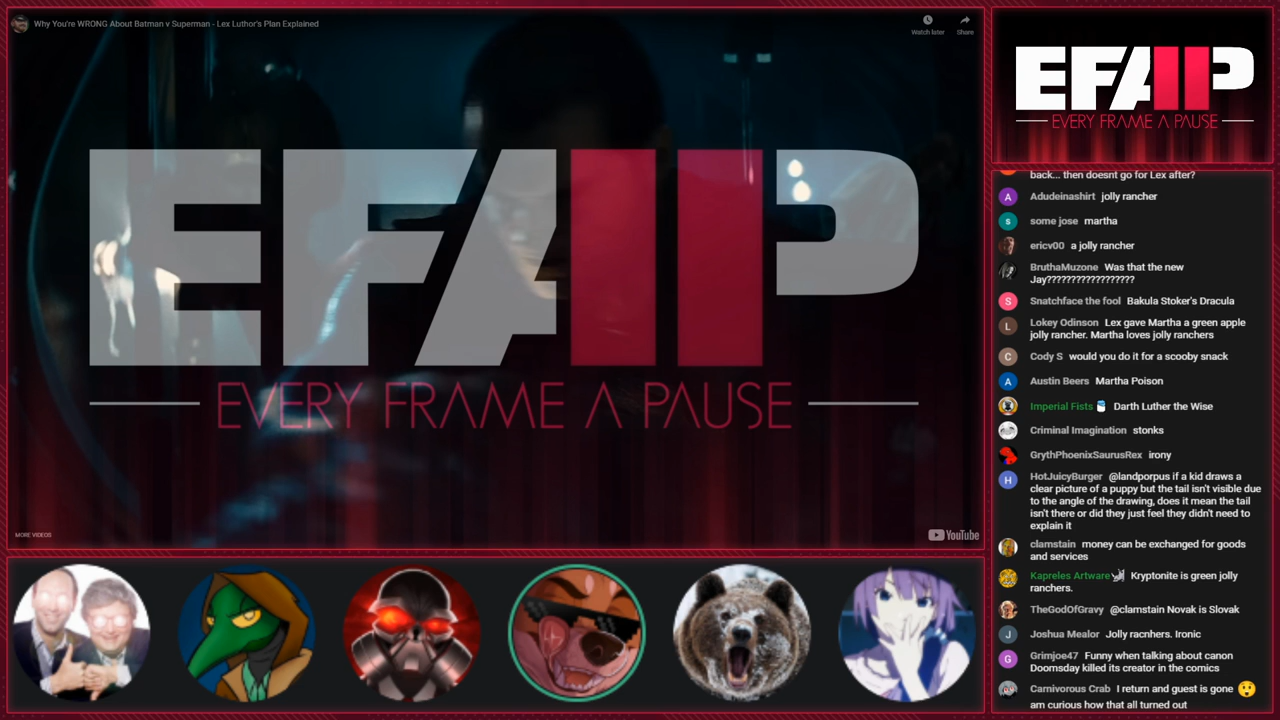 Why You're WRONG About Batman v Superman - Lex Luthor's Plan Explained
Watch later
Share
EFAP
EVERY FRAME A PAUSE
MORE VIDEOS
YouTube
EFAP
EVERY FRAME A PAUSE
back... then doesnt go for Lex after?
A
Adudeinashirt jolly rancher
s
some jose martha
ericv00 a jolly rancher
BruthaMuzone Was that the new
Jay??????????????????
S
Snatchface the fool Bakula Stoker's Dracula
L
Lokey Odinson Lex gave Martha a green apple
jolly rancher. Martha loves jolly ranchers
C
Cody S would you do it for a scooby snack
A
Austin Beers Martha Poison
Imperial Fists Darth Luther the Wise
Criminal Imagination stonks
GrythPhoenixSaurusRex irony
H
HotJuicyBurger @landporpus if a kid draws a
clear picture of a puppy but the tail isn't visible due
to the angle of the drawing, does it mean the tail
isn't there or did they just feel they didn't need to
explain it
clamstain money can be exchanged for goods
and services
Kapreles Artware Kryptonite is green jolly
ranchers.
TheGodOfGravy @clamstain Novak is Slovak
J
Joshua Mealor Jolly racnhers. Ironic
G
Grimjoe47 Funny when talking about canon
Doomsday killed its creator in the comics
Carnivorous Crab I return and guest is gone 😲
am curious how that all turned out